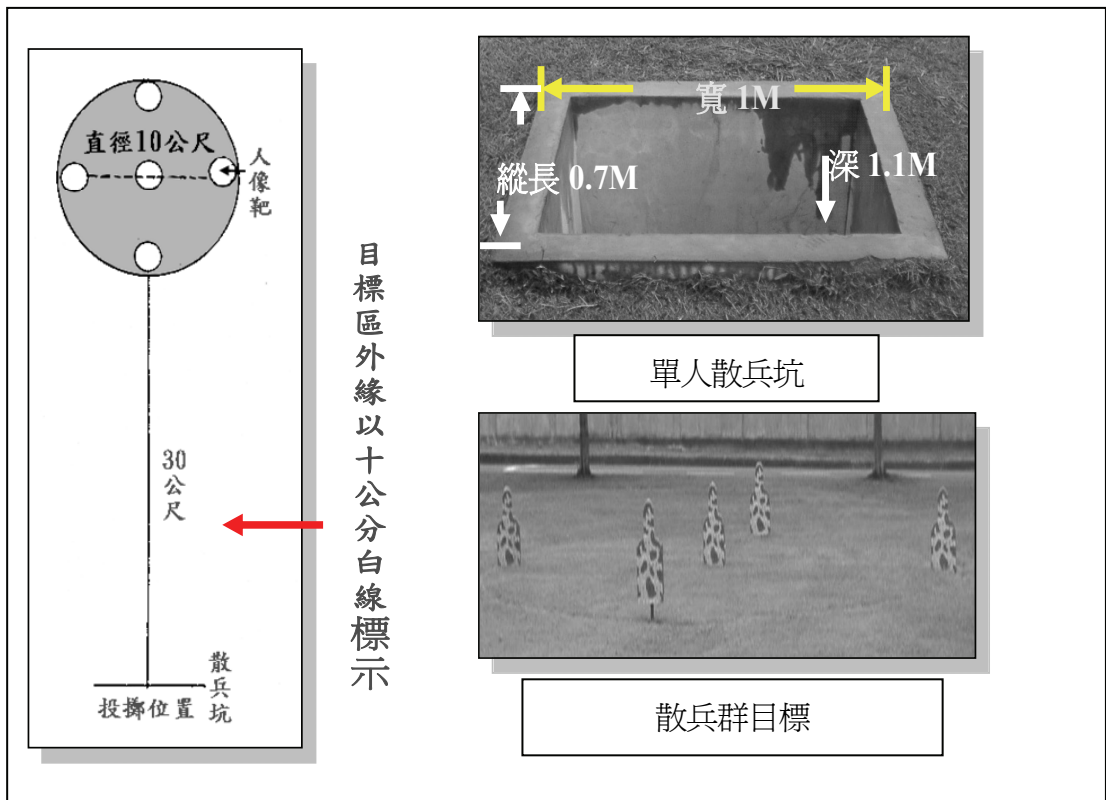 直徑10公尺
人像靶
30公尺
散兵坑
投擲位置
目標區外緣以十公分白線標示
寬 1M
縱長 0.7M
深 1.1M
單人散兵坑
散兵群目標